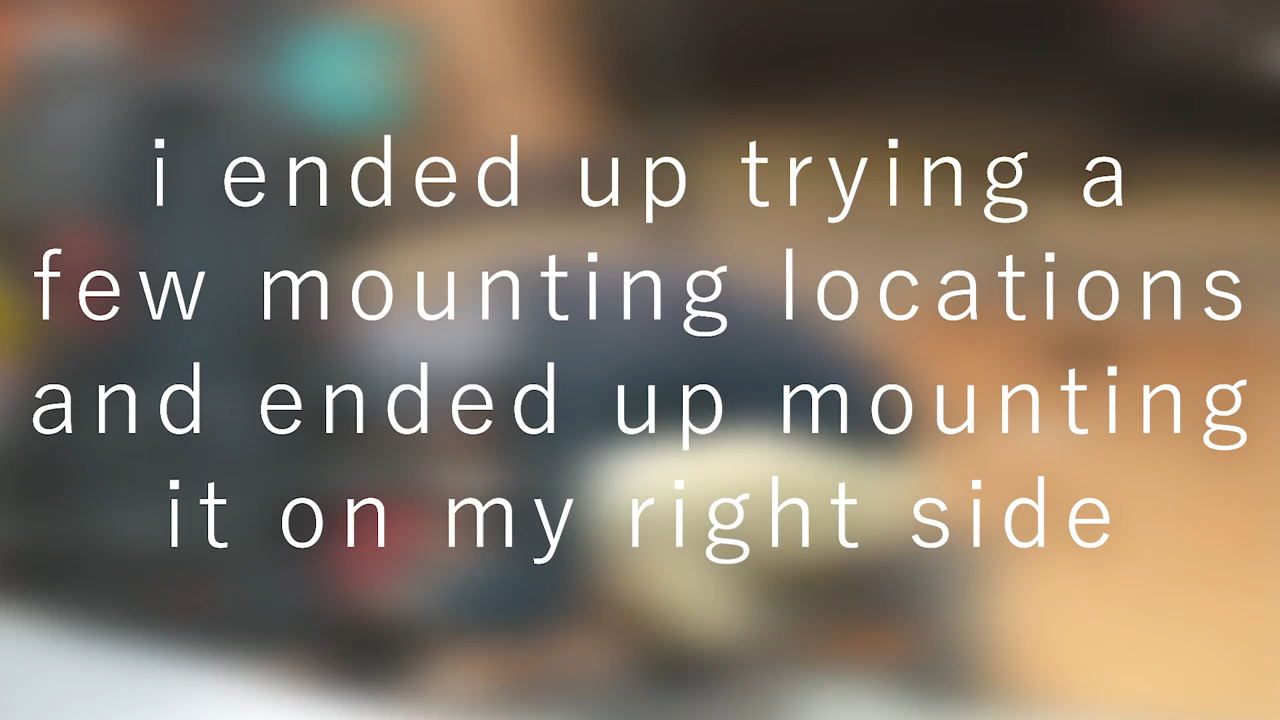 i ended up trying a
few mounting locations
and ended up mounting
it on my right side